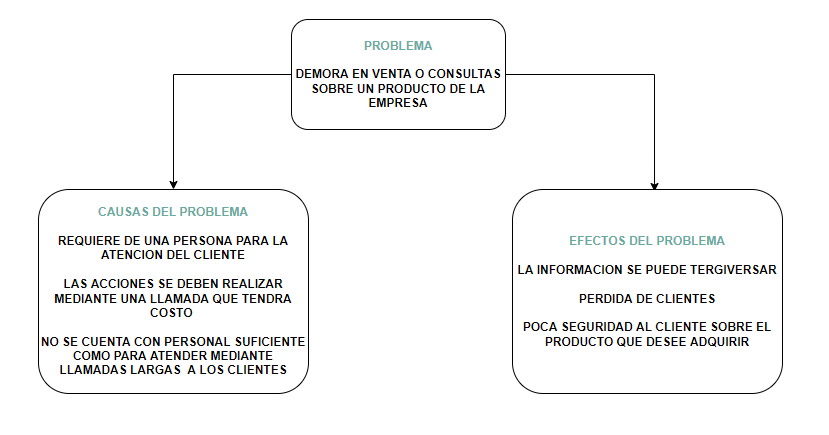 PROBLEMA
DEMORA EN VENTA O CONSULTAS
SOBRE UN PRODUCTO DE LA
EMPRESA
CAUSAS DEL PROBLEMA
REQUIERE DE UNA PERSONA PARA LA
ATENCION DEL CLIENTE
LAS ACCIONES SE DEBEN REALIZAR
MEDIANTE UNA LLAMADA QUE TENDRA
COSTO
NO SE CUENTA CON PERSONAL SUFICIENTE
COMO PARA ATENDER MEDIANTE
LLAMADAS LARGAS A LOS CLIENTES
EFECTOS DEL PROBLEMA
LA INFORMACION SE PUEDE TERGIVERSAR
PERDIDA DE CLIENTES
POCA SEGURIDAD AL CLIENTE SOBRE EL
PRODUCTO QUE DESEE ADQUIRIR